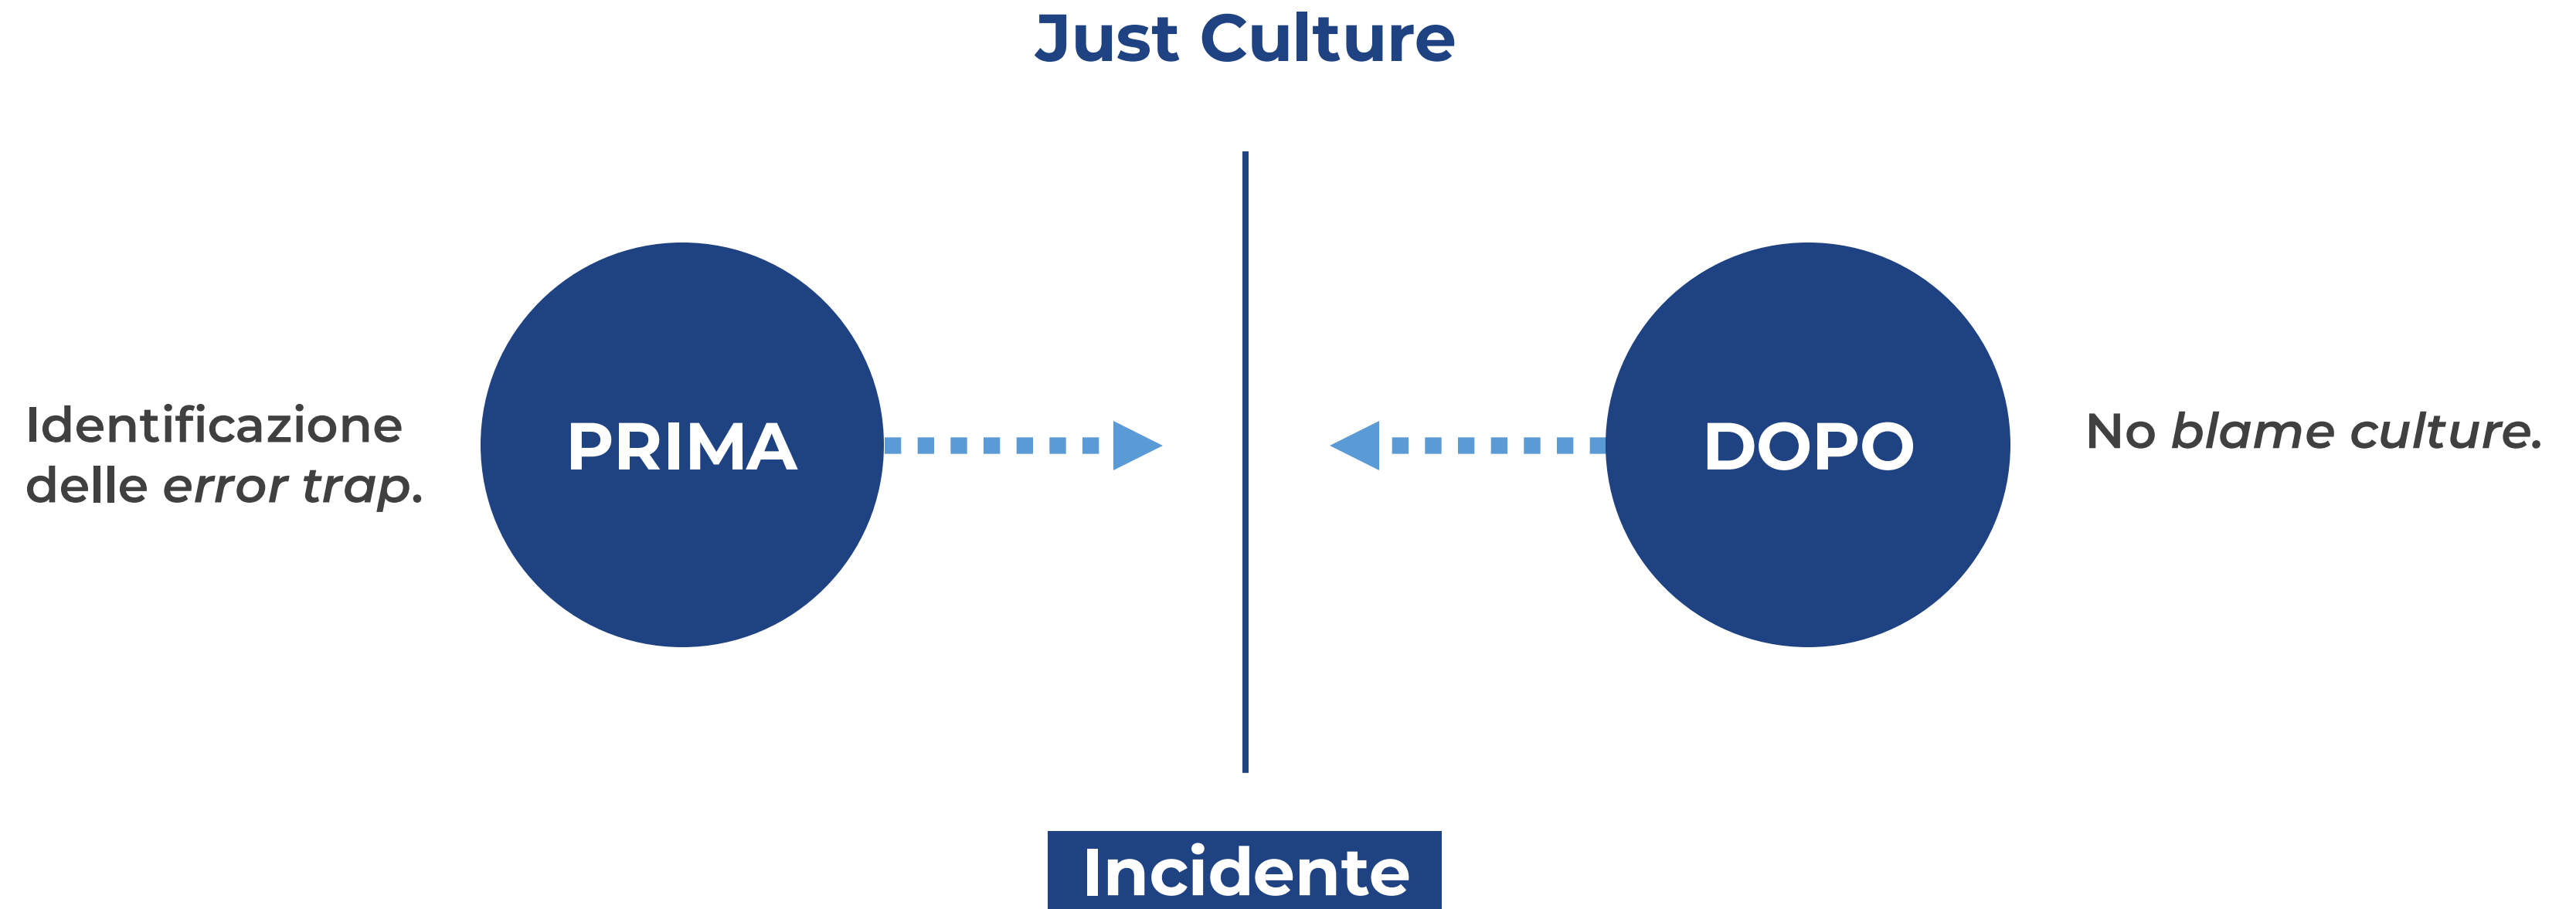 Just Culture
Identificazione
delle error trap.
PRIMA
DOPO
No blame culture.
Incidente